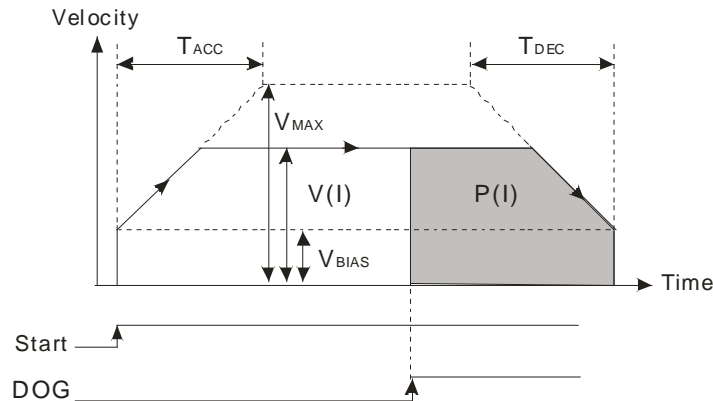 Velocity
TACC
TDEC
VMAX
V(I)
P(I)
VBIAS
Time
Start
DOG